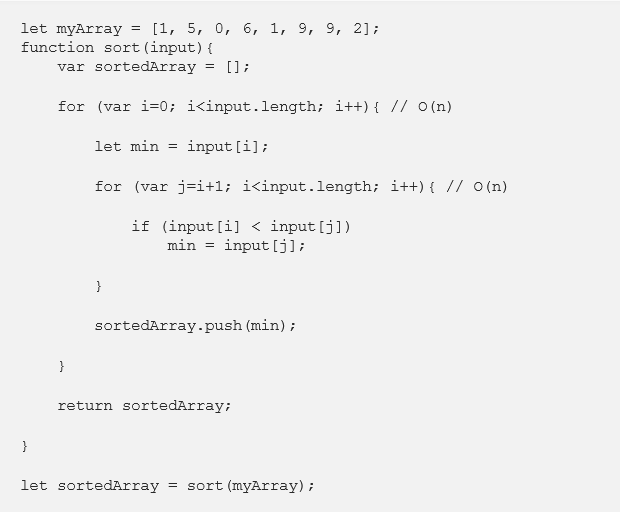 let myArray = [1, 5, 0, 6, 1, 9, 9, 2];
function sort(input){
var sortedArray = [];
for (var i=0; i<input.length; i++){ // O(n)
let min = input[i];
for (var j=i+1; i<input.length; i++){ // O(n)
if (input[i] < input[j])
min = input[j];
}
sortedArray.push(min);
}
return sortedArray;
}
let sortedArray = sort(myArray);